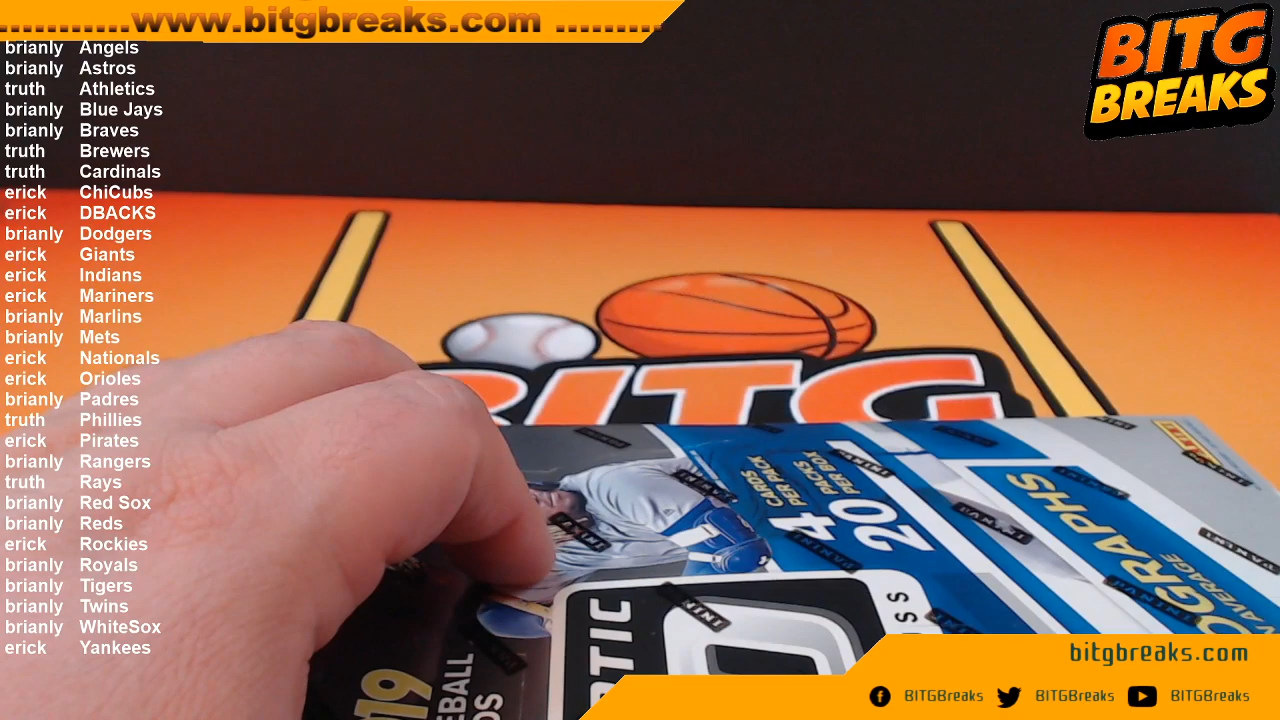 ...........www.bitgbreaks.com .........
BITG
BREAKS
brianly Angels
brianly Astros
truth Athletics
brianly Blue Jays
brianly Braves
truth Brewers
truth Cardinals
erick ChiCubs
erick DBACKS
brianly Dodgers
erick Giants
erick Indians
erick Mariners
brianly Marlins
brianly Mets
erick Nationals
erick Orioles
brianly Padres
truth Phillies
erick Pirates
brianly Rangers
truth Rays
brianly Red Sox
brianly Reds
erick Rockies
brianly Royals
brianly Tigers
brianly Twins
brianly WhiteSox
erick Yankees
BITG
4 CARDS PER PACK
20 PACKS PER BOX
PANINI
bitgbreaks.com
BITGBreaks BITGBreaks BITGBreaks